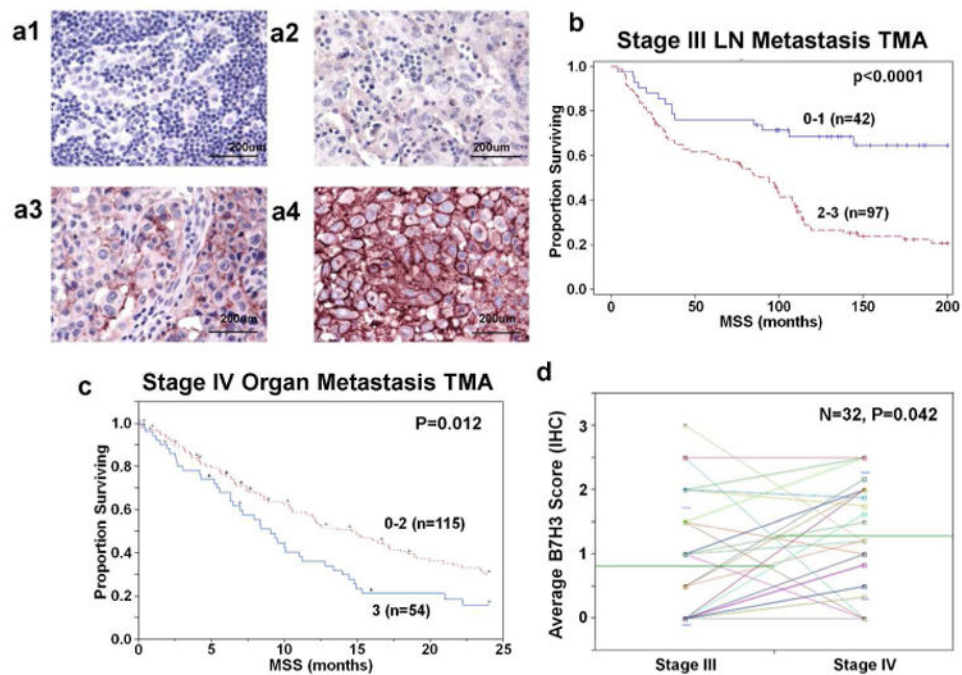 a1
200um
a2
200um
a3
200um
a4
200um
b
Stage III LN Metastasis TMA
p<0.0001
0-1 (n=42)
2-3 (n=97)
Proportion Surviving
1.0
0.8
0.6
0.4
0.2
0.0
0 50 100 150 200
MSS (months)
c
Stage IV Organ Metastasis TMA
P=0.012
0-2 (n=115)
3 (n=54)
Proportion Surviving
1.0
0.8
0.6
0.4
0.2
0.0
0 5 10 15 20 25
MSS (months)
d
N=32, P=0.042
Average B7H3 Score (IHC)
3
2
1
0
Stage III Stage IV